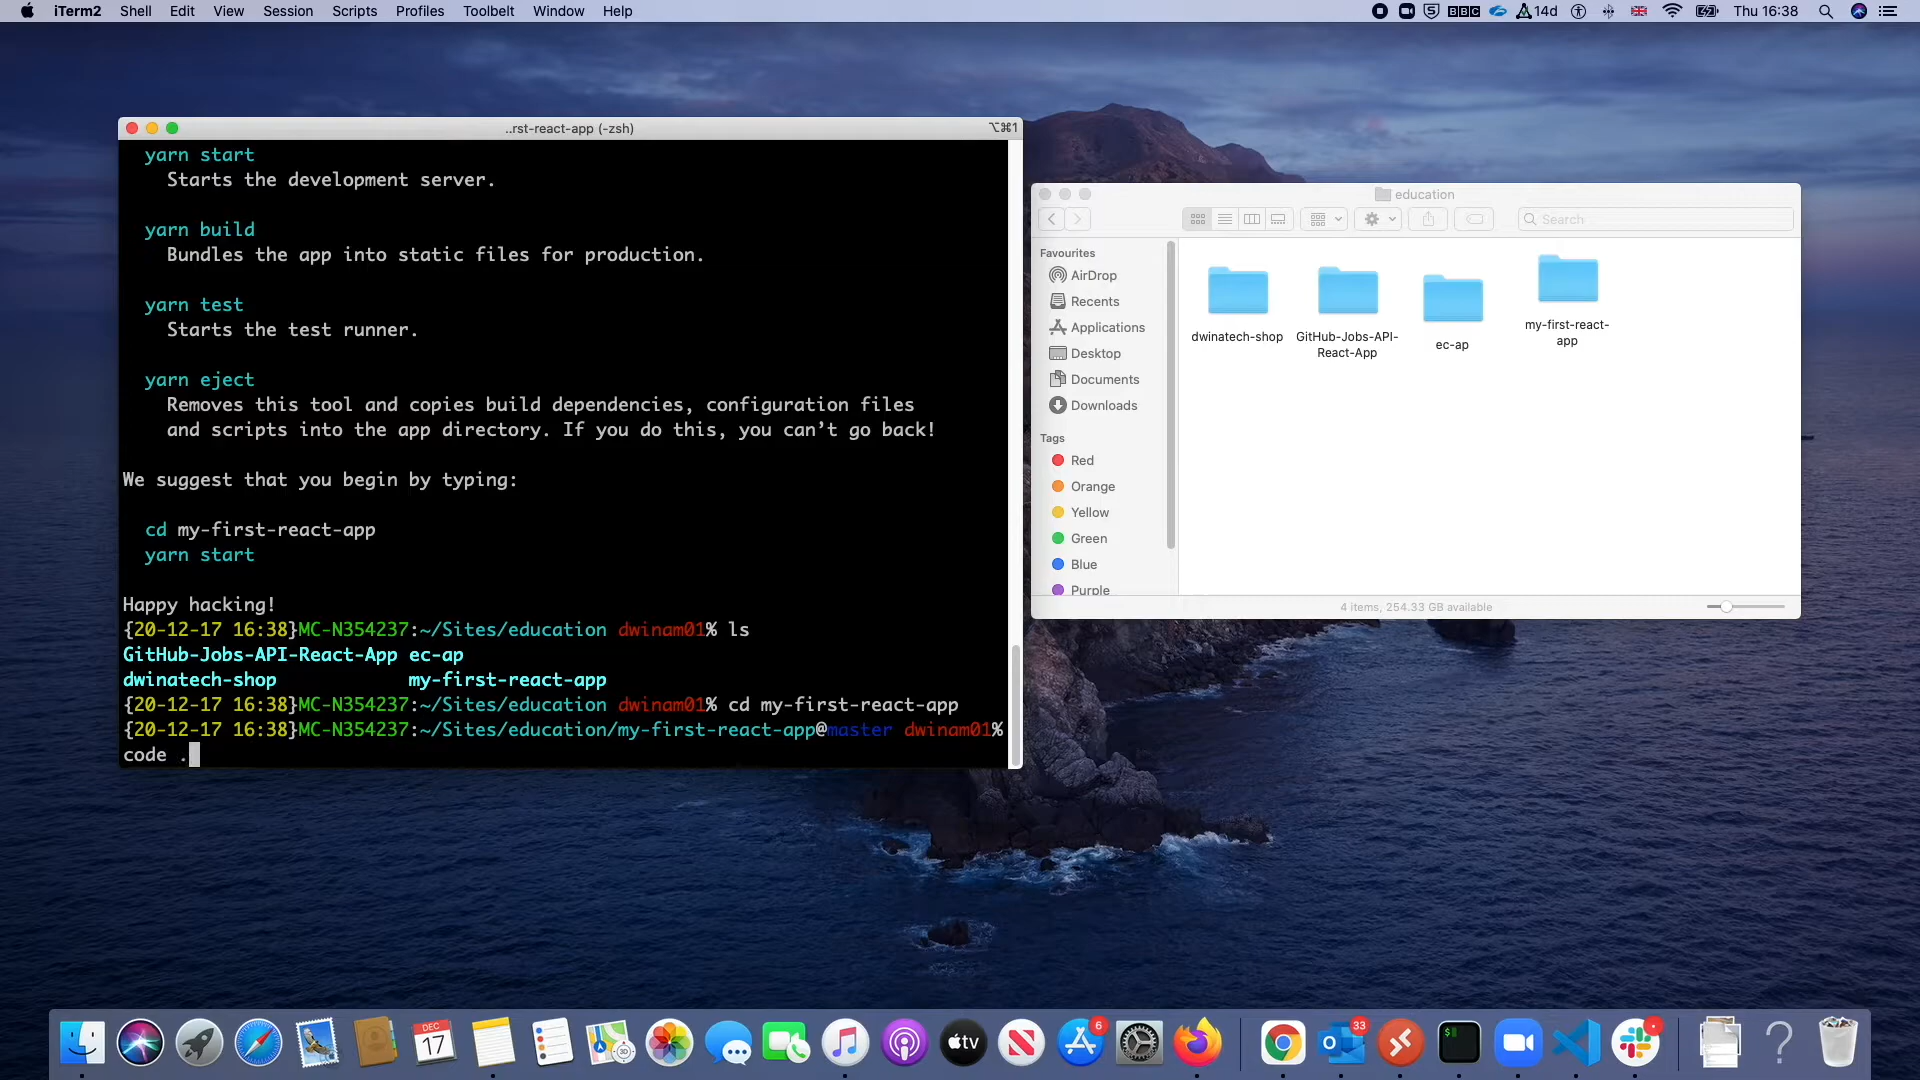 iTerm2 Shell Edit View Session Scripts Profiles Toolbelt Window Help
BBC 14d Thu 16:38
..rst-react-app (-zsh) ⌥⌘1
yarn start
Starts the development server.
yarn build
Bundles the app into static files for production.
yarn test
Starts the test runner.
yarn eject
Removes this tool and copies build dependencies, configuration files
and scripts into the app directory. If you do this, you can’t go back!
We suggest that you begin by typing:
cd my-first-react-app
yarn start
Happy hacking!
{20-12-17 16:38}MC-N354237:~/Sites/education dwinam01% ls
GitHub-Jobs-API-React-App ec-ap
dwinatech-shop my-first-react-app
{20-12-17 16:38}MC-N354237:~/Sites/education dwinam01% cd my-first-react-app
{20-12-17 16:38}MC-N354237:~/Sites/education/my-first-react-app@master dwinam01%
code .
education
Search
Favourites
AirDrop
Recents
Applications
Desktop
Documents
Downloads
Tags
Red
Orange
Yellow
Green
Blue
Purple
dwinatech-shop
GitHub-Jobs-API-
React-App
ec-ap
my-first-react-
app
4 items, 254.33 GB available
DEC
17
3D
tv
6
33
$
?